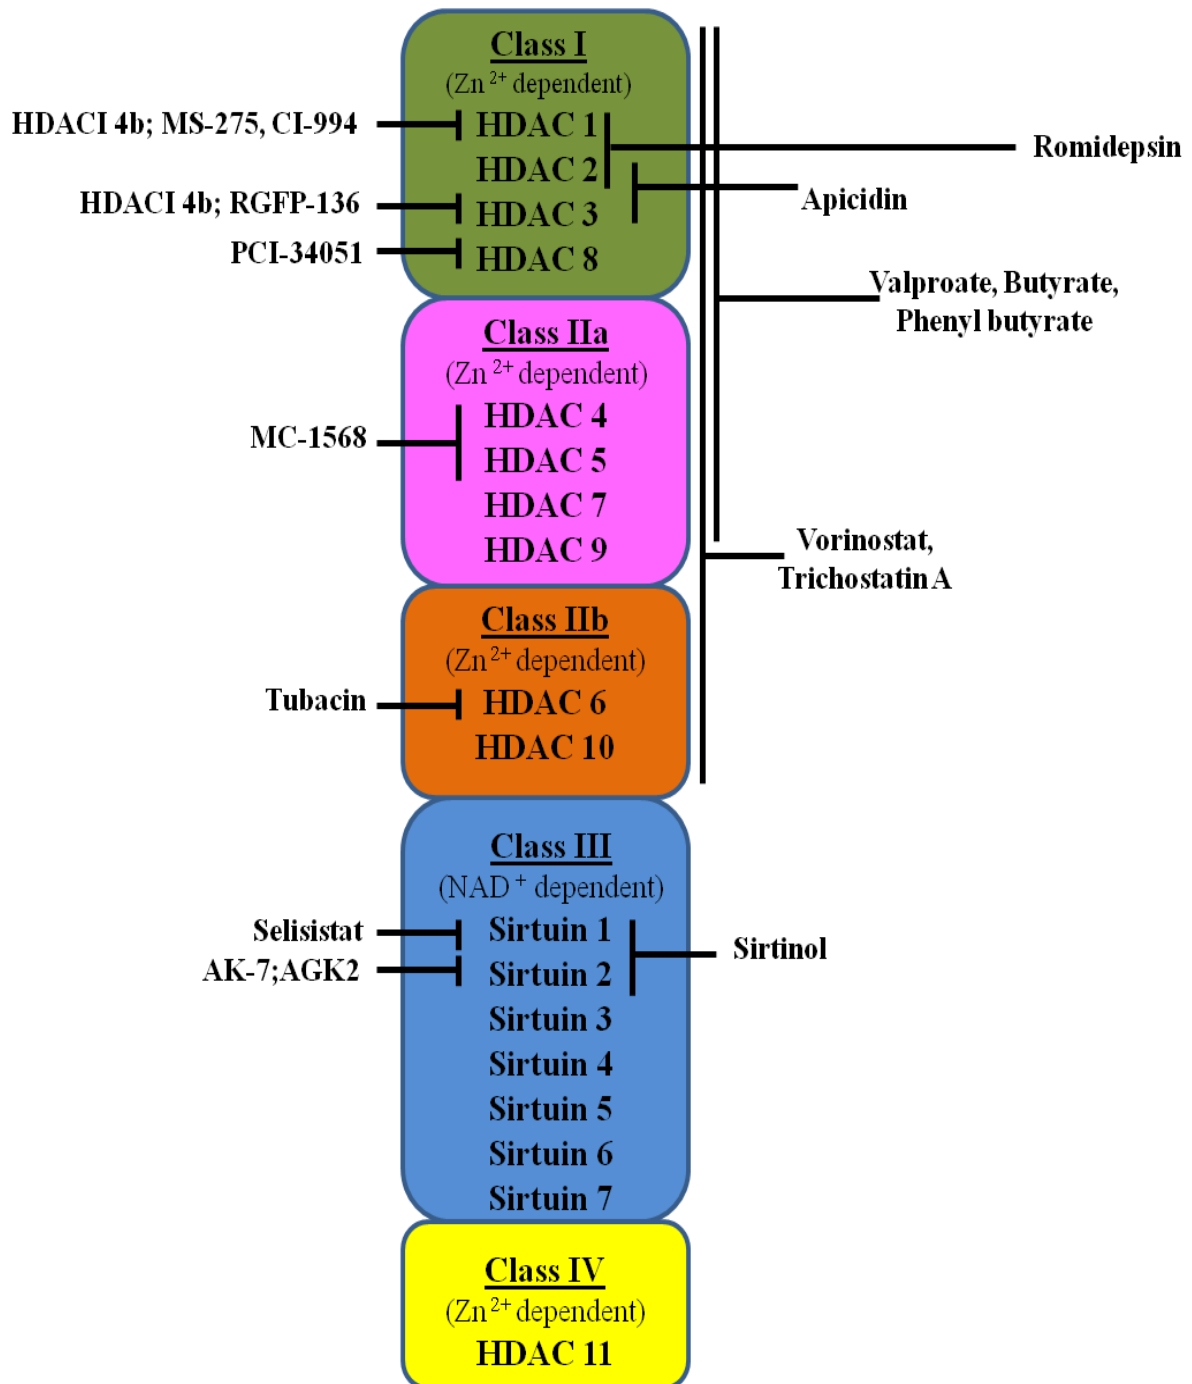 Class I
(Zn 2+ dependent)
HDACI 4b; MS-275, CI-994
HDAC 1
Romidepsin
HDAC 2
Apicidin
HDACI 4b; RGFP-136
HDAC 3
PCI-34051
HDAC 8
Valproate, Butyrate,
Phenyl butyrate
Class IIa
(Zn 2+ dependent)
HDAC 4
MC-1568
HDAC 5
HDAC 7
HDAC 9
Vorinostat,
Trichostatin A
Class IIb
(Zn 2+ dependent)
Tubacin
HDAC 6
HDAC 10
Class III
(NAD + dependent)
Selisistat
Sirtuin 1
Sirtinol
AK-7;AGK2
Sirtuin 2
Sirtuin 3
Sirtuin 4
Sirtuin 5
Sirtuin 6
Sirtuin 7
Class IV
(Zn 2+ dependent)
HDAC 11